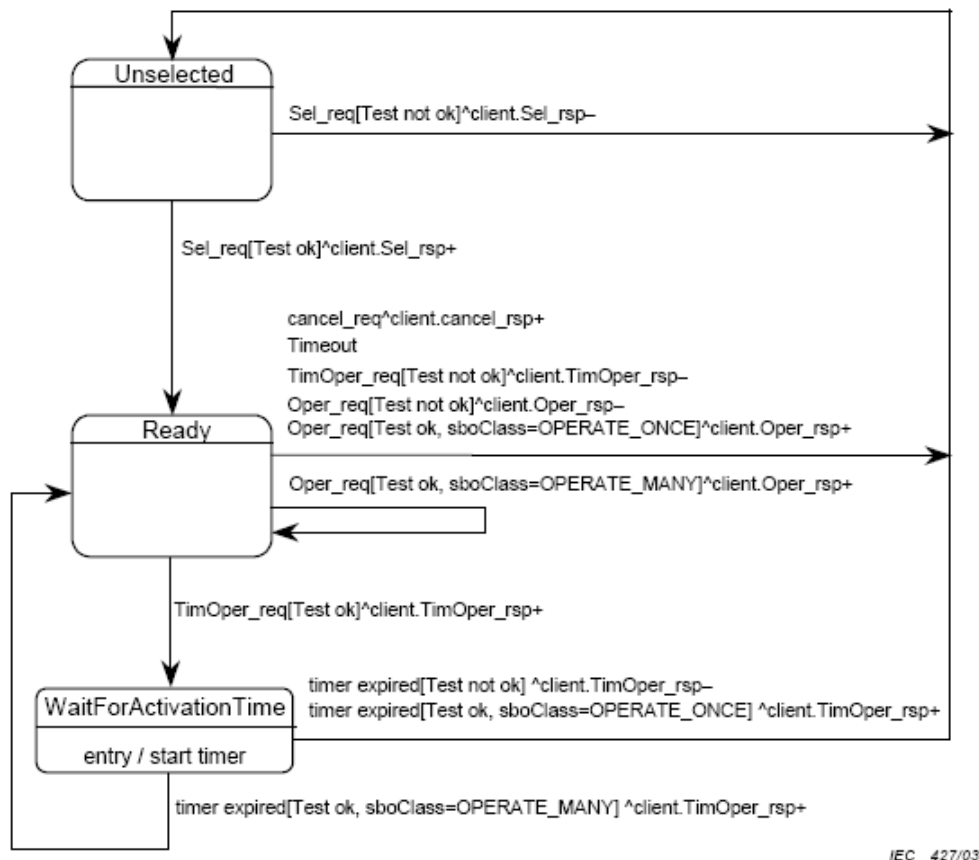 Unselected
Sel_req[Test not ok]^client.Sel_rsp–
Sel_req[Test ok]^client.Sel_rsp+
cancel_req^client.cancel_rsp+
Timeout
TimOper_req[Test not ok]^client.TimOper_rsp–
Oper_req[Test not ok]^client.Oper_rsp–
Oper_req[Test ok, sboClass=OPERATE_ONCE]^client.Oper_rsp+
Ready
Oper_req[Test ok, sboClass=OPERATE_MANY]^client.Oper_rsp+
TimOper_req[Test ok]^client.TimOper_rsp+
WaitForActivationTime
entry / start timer
timer expired[Test not ok] ^client.TimOper_rsp–
timer expired[Test ok, sboClass=OPERATE_ONCE] ^client.TimOper_rsp+
timer expired[Test ok, sboClass=OPERATE_MANY] ^client.TimOper_rsp+
IEC 427/03